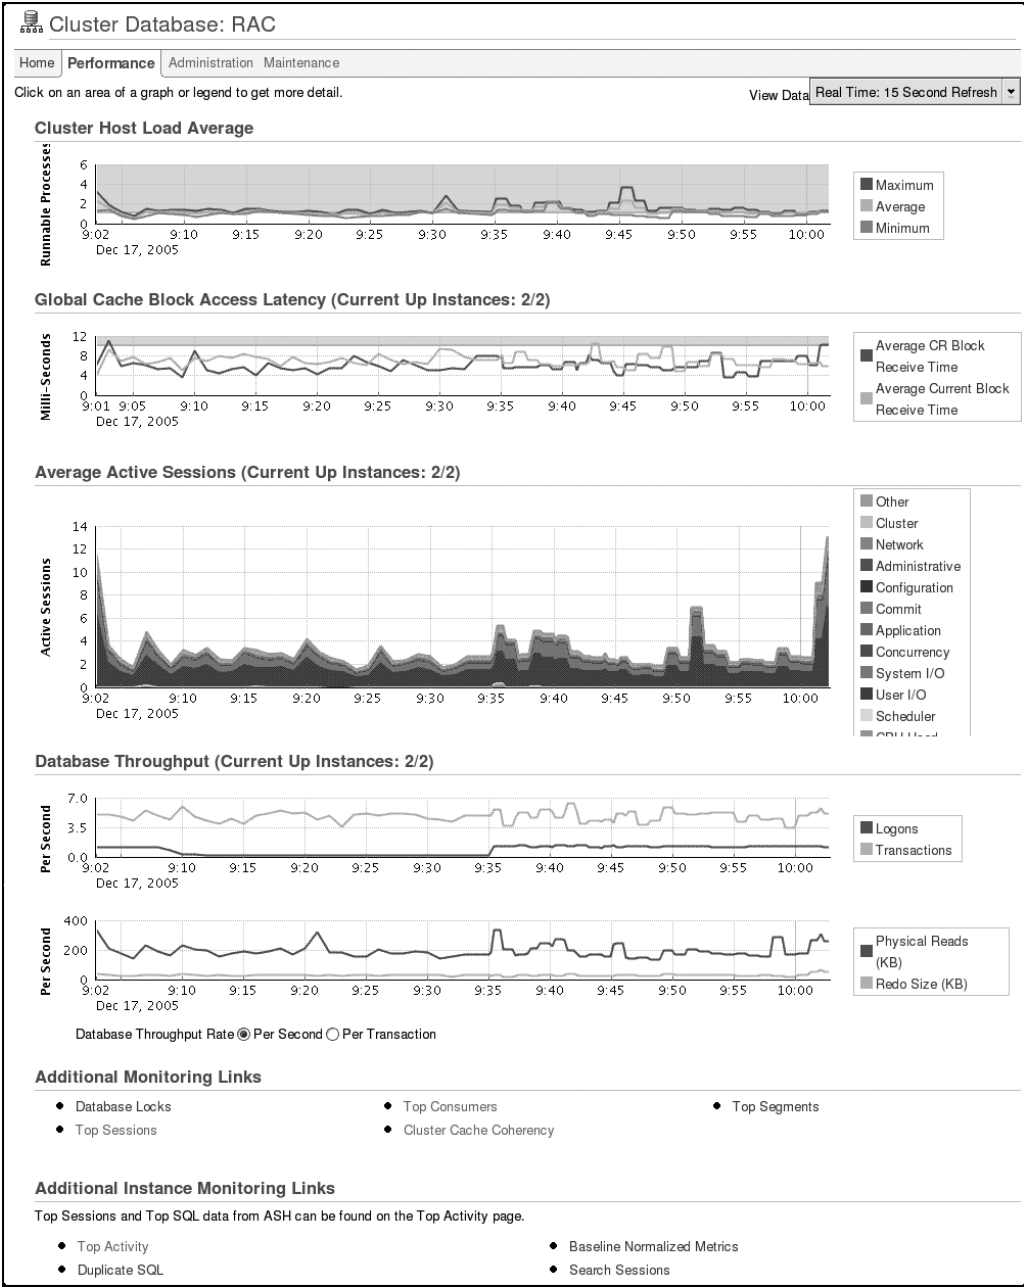 Cluster Database: RAC
Home Performance Administration Maintenance
Click on an area of a graph or legend to get more detail.
View Data Real Time: 15 Second Refresh
Cluster Host Load Average
Runnable Processes
6
4
2
0
9:02 9:10 9:15 9:20 9:25 9:30 9:35 9:40 9:45 9:50 9:55 10:00
Dec 17, 2005
Maximum
Average
Minimum
Global Cache Block Access Latency (Current Up Instances: 2/2)
Milli-Seconds
12
8
4
0
9:01 9:05 9:10 9:15 9:20 9:25 9:30 9:35 9:40 9:45 9:50 9:55 10:00
Dec 17, 2005
Average CR Block
Receive Time
Average Current Block
Receive Time
Average Active Sessions (Current Up Instances: 2/2)
Active Sessions
14
12
10
8
6
4
2
0
9:02 9:10 9:15 9:20 9:25 9:30 9:35 9:40 9:45 9:50 9:55 10:00
Dec 17, 2005
Other
Cluster
Network
Administrative
Configuration
Commit
Application
Concurrency
System I/O
User I/O
Scheduler
Database Throughput (Current Up Instances: 2/2)
Per Second
7.0
3.5
0.0
9:02 9:10 9:15 9:20 9:25 9:30 9:35 9:40 9:45 9:50 9:55 10:00
Dec 17, 2005
Logons
Transactions
Per Second
400
200
0
9:02 9:10 9:15 9:20 9:25 9:30 9:35 9:40 9:45 9:50 9:55 10:00
Dec 17, 2005
Physical Reads
(KB)
Redo Size (KB)
Database Throughput Rate Per Second Per Transaction
Additional Monitoring Links
Database Locks Top Consumers Top Segments
Top Sessions Cluster Cache Coherency
Additional Instance Monitoring Links
Top Sessions and Top SQL data from ASH can be found on the Top Activity page.
Top Activity Baseline Normalized Metrics
Duplicate SQL Search Sessions